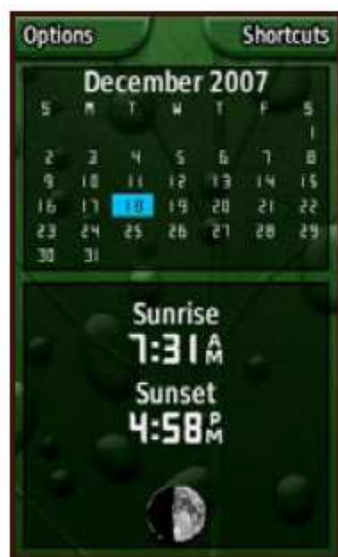 Options Shortcuts
December 2007
S M T W T F S
1
2 3 4 5 6 7 8
9 10 11 12 13 14 15
16 17 18 19 20 21 22
23 24 25 26 27 28 29
30 31
Sunrise
7:31 AM
Sunset
4:58 PM